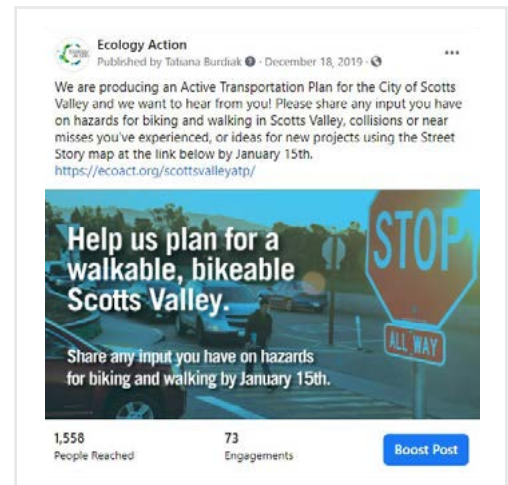 Ecology Action
Published by Tatiana Burdiak · December 18, 2019 ·
We are producing an Active Transportation Plan for the City of Scotts
Valley and we want to hear from you! Please share any input you have
on hazards for biking and walking in Scotts Valley, collisions or near
misses you've experienced, or ideas for new projects using the Street
Story map at the link below by January 15th.
https://ecoact.org/scottsvalleyatp/
Help us plan for a
walkable, bikeable
Scotts Valley.
Share any input you have on hazards
for biking and walking by January 15th.
STOP
ALL WAY
1,558
People Reached
73
Engagements
Boost Post